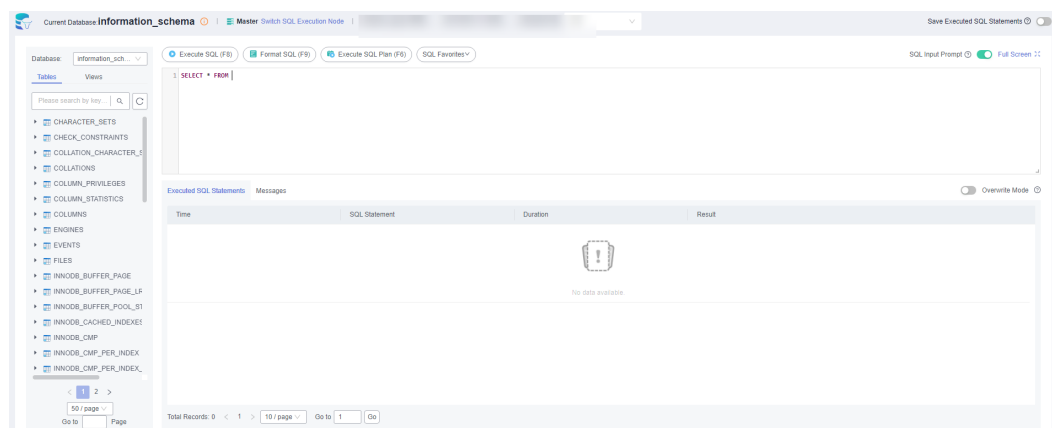 Current Database: information_schema | Master Switch SQL Execution Node | Save Executed SQL Statements
Database: information_sch...
Tables Views
Please search by key...
CHARACTER_SETS
CHECK_CONSTRAINTS
COLLATION_CHARACTER_S
COLLATIONS
COLUMN_PRIVILEGES
COLUMN_STATISTICS
COLUMNS
ENGINES
EVENTS
FILES
INNODB_BUFFER_PAGE
INNODB_BUFFER_PAGE_LR
INNODB_BUFFER_POOL_ST
INNODB_CACHED_INDEXES
INNODB_CMP
INNODB_CMP_PER_INDEX
INNODB_CMP_PER_INDEX_
< 1 2 >
50 / page
Go to Page
Execute SQL (F8) Format SQL (F9) Execute SQL Plan (F6) SQL Favorites SQL Input Prompt Full Screen
1 SELECT * FROM
Executed SQL Statements Messages Overwrite Mode
Time SQL Statement Duration Result
No data available
Total Records: 0 < 1 > 10 / page Go to 1 Go